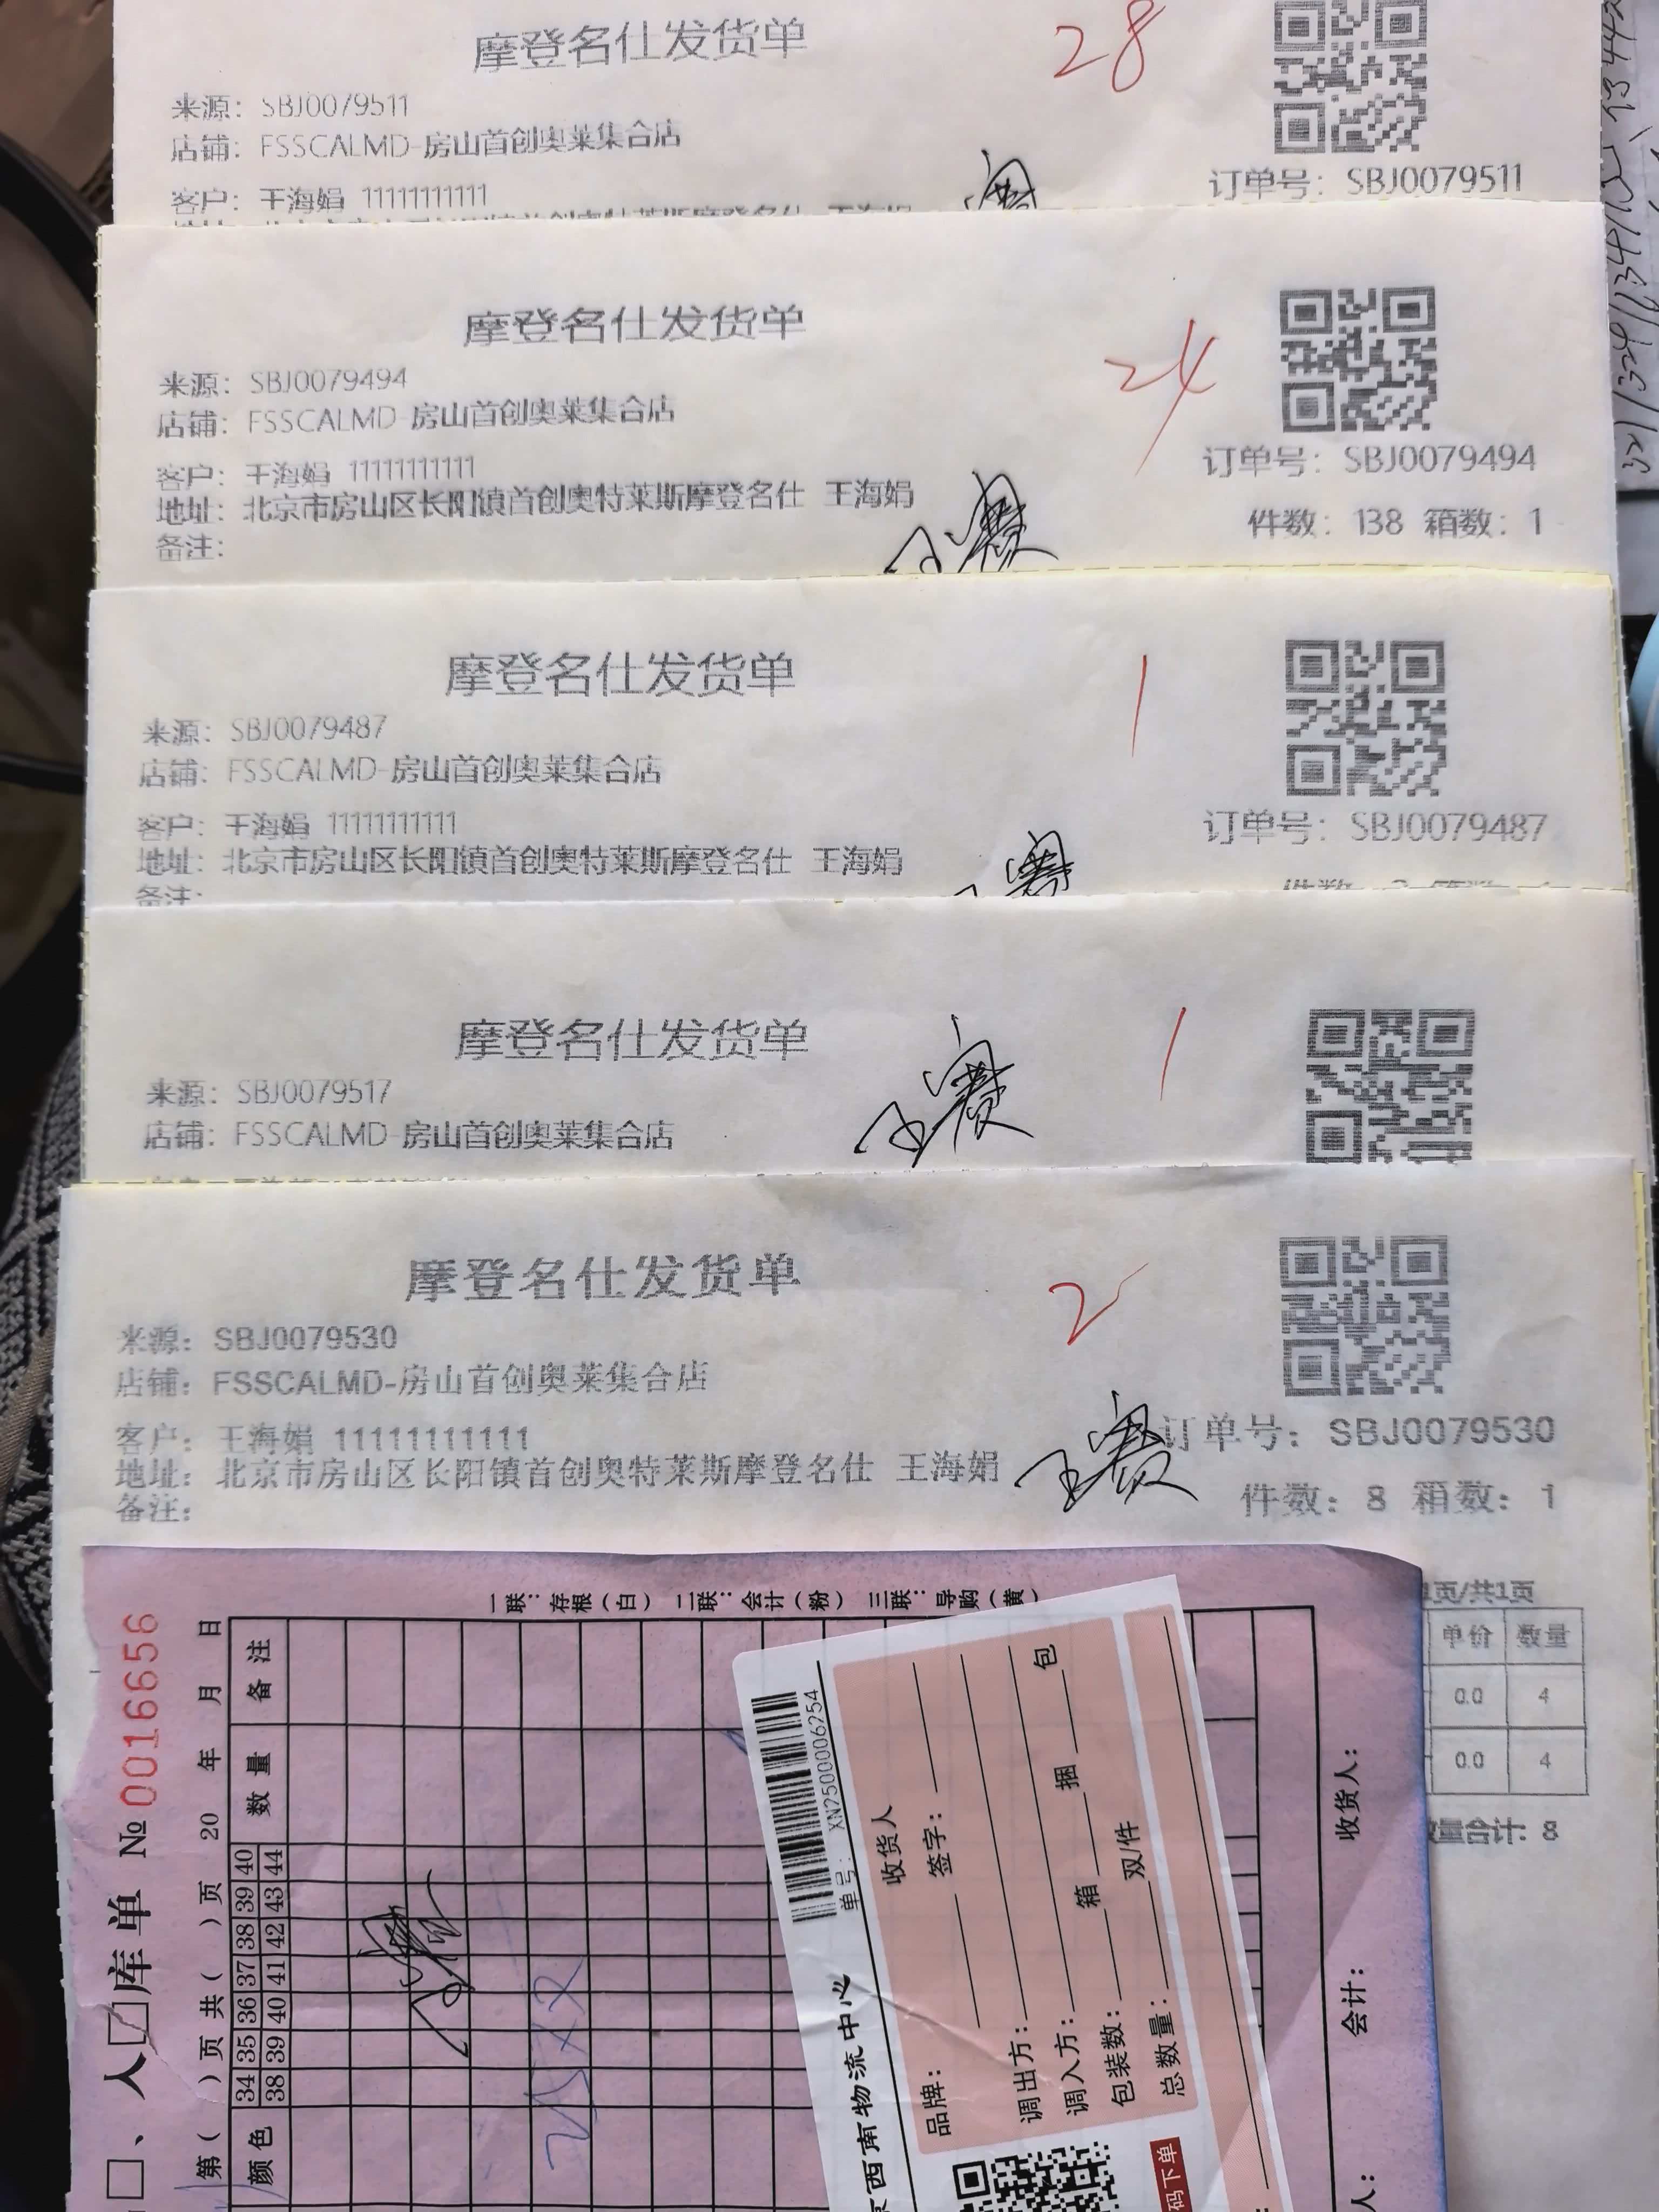 摩登名仕发货单
28
来源：SBJ0079511
店铺：FSSCALMD-房山首创奥莱集合店
客户：王海娟 11111111111
订单号：SBJ0079511
摩登名仕发货单
24
来源：SBJ0079494
店铺：FSSCALMD-房山首创奥莱集合店
客户：王海娟 11111111111
订单号：SBJ0079494
地址：北京市房山区长阳镇首创奥特莱斯摩登名仕 王海娟
件数：138 箱数：1
备注：
摩登名仕发货单
1
来源：SBJ0079487
店铺：FSSCALMD-房山首创奥莱集合店
客户：王海娟 11111111111
订单号：SBJ0079487
地址：北京市房山区长阳镇首创奥特莱斯摩登名仕 王海娟
备注：
摩登名仕发货单
1
来源：SBJ0079517
店铺：FSSCALMD-房山首创奥莱集合店
摩登名仕发货单
2
来源：SBJ0079530
店铺：FSSCALMD-房山首创奥莱集合店
客户：王海娟 11111111111
订单号：SBJ0079530
地址：北京市房山区长阳镇首创奥特莱斯摩登名仕 王海娟
件数：8 箱数：1
备注：
1页/共1页
单价 数量
0.0 4
0.0 4
数量合计：8
一联：存根（白） 二联：会计（粉） 三联：导购（黄）
、入库单 № 0016656
第（ ）页 共（ ）页 20 年 月 日
颜色 34 35 36 37 38 39 40 数量 备注
38 39 40 41 42 43 44
会计： 收货人：
西南物流中心
单号： XN2500006254
收货人
品牌： 签字：
调出方：
调入方：
包装数： 箱 捆 包
总数量： 双/件
码下单